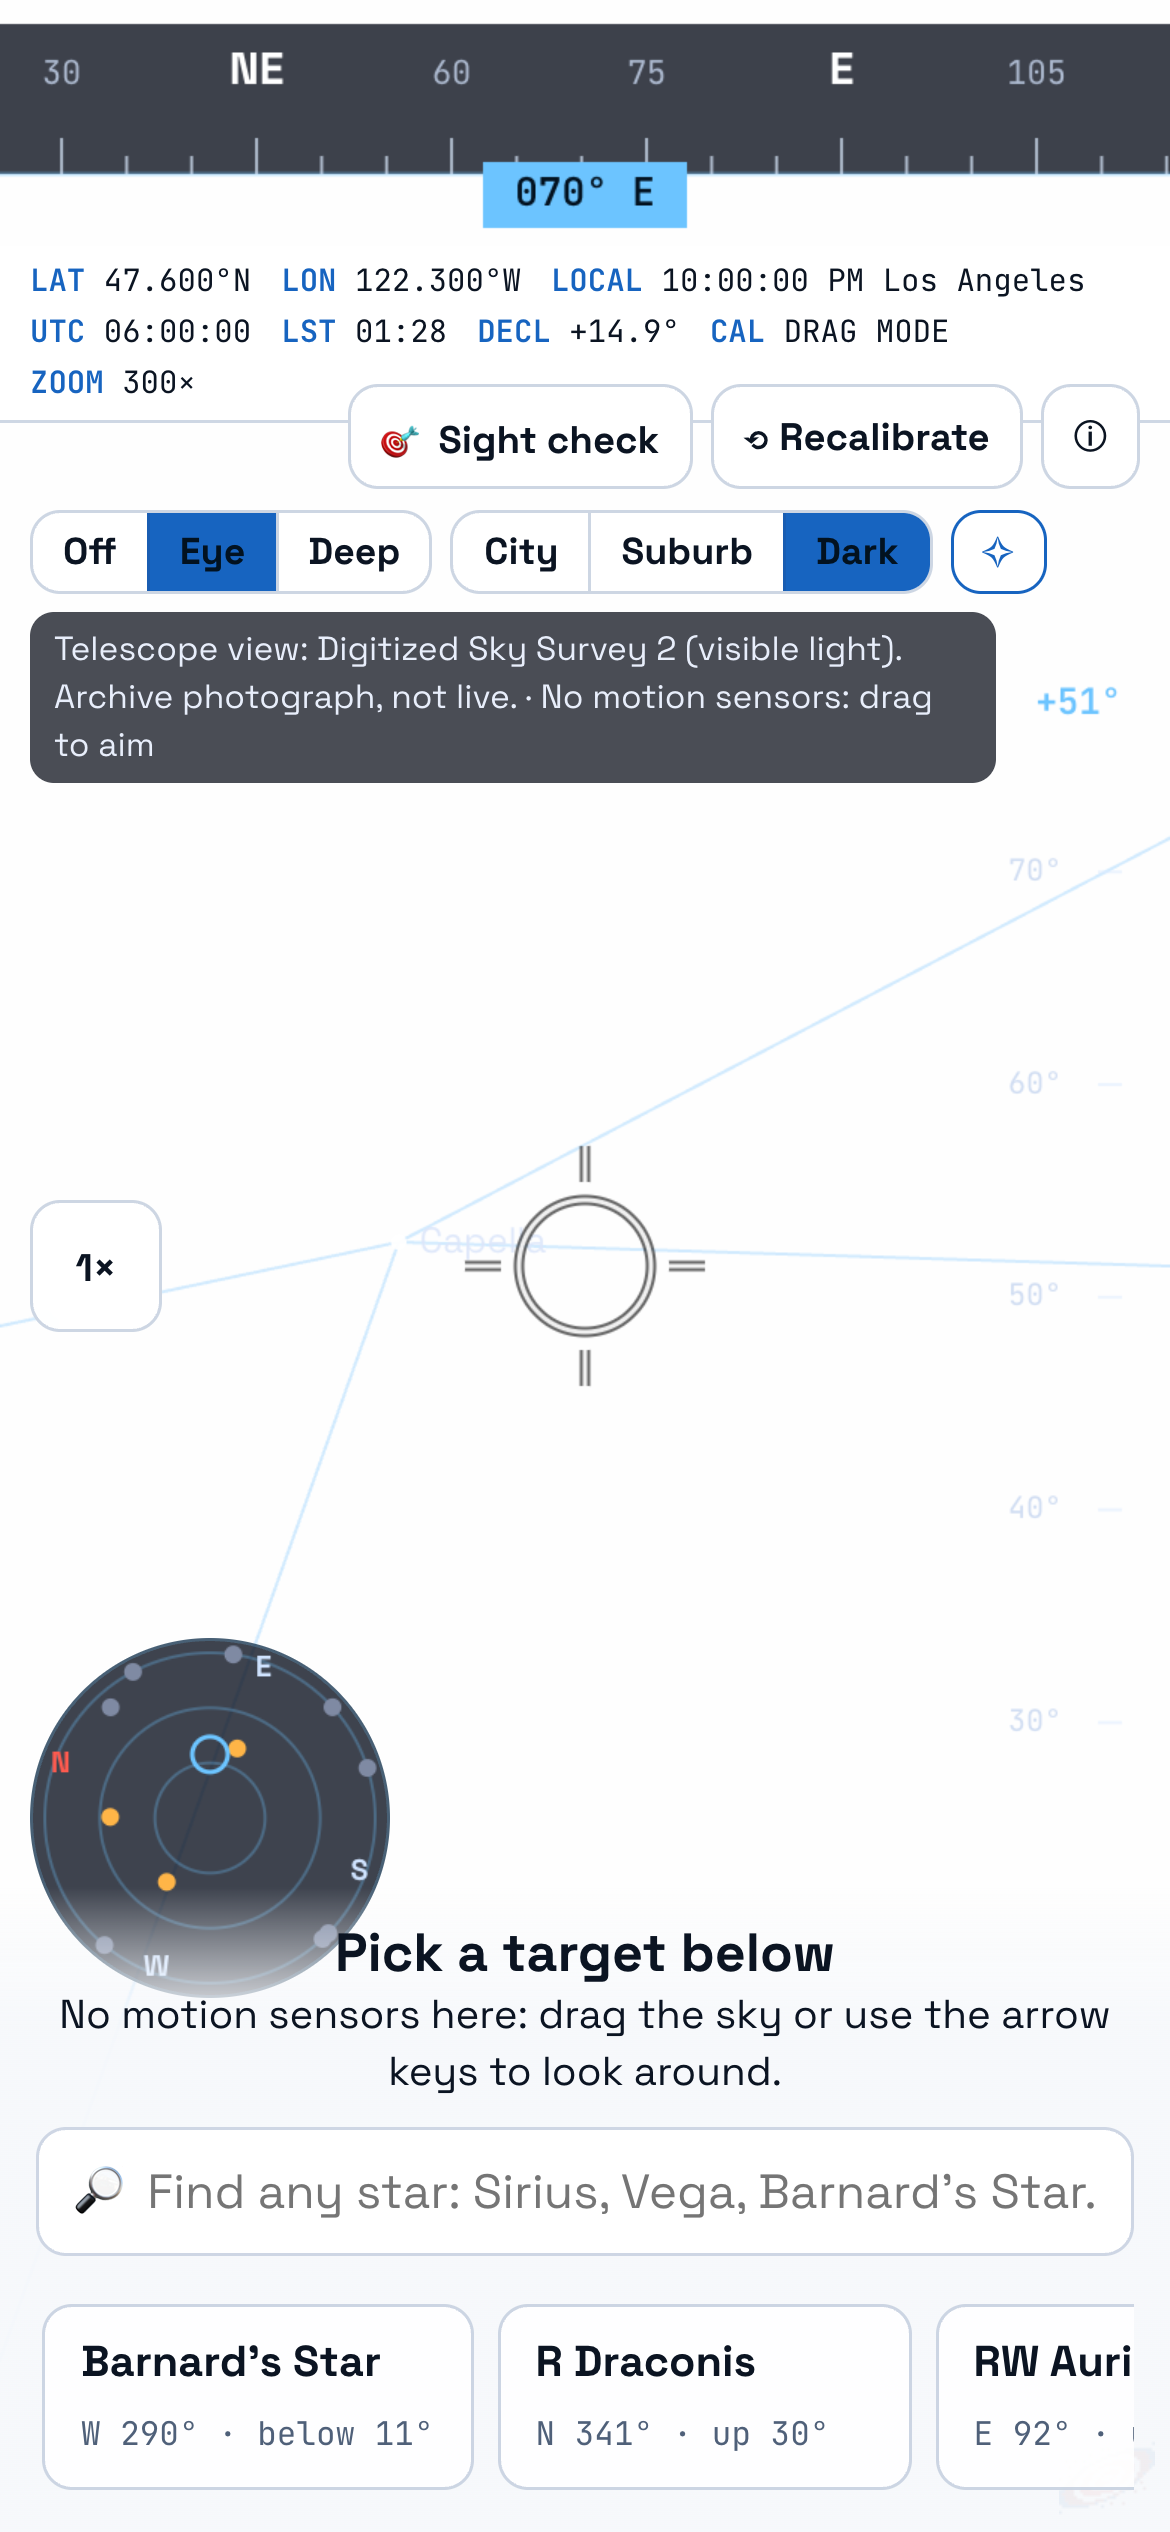 30 NE 60 75 E 105
070° E
LAT 47.600°N LON 122.300°W LOCAL 10:00:00 PM Los Angeles
UTC 06:00:00 LST 01:28 DECL +14.9° CAL DRAG MODE
ZOOM 300×
🎯 Sight check ⟲ Recalibrate ⓘ
Off Eye Deep City Suburb Dark ✧
Telescope view: Digitized Sky Survey 2 (visible light).
Archive photograph, not live. · No motion sensors: drag
to aim
+51°
70°
60°
Capella
1×
50°
40°
30°
E
N
S
W
Pick a target below
No motion sensors here: drag the sky or use the arrow
keys to look around.
🔎 Find any star: Sirius, Vega, Barnard's Star.
Barnard's Star R Draconis RW Auri
W 290° · below 11° N 341° · up 30° E 92° ·